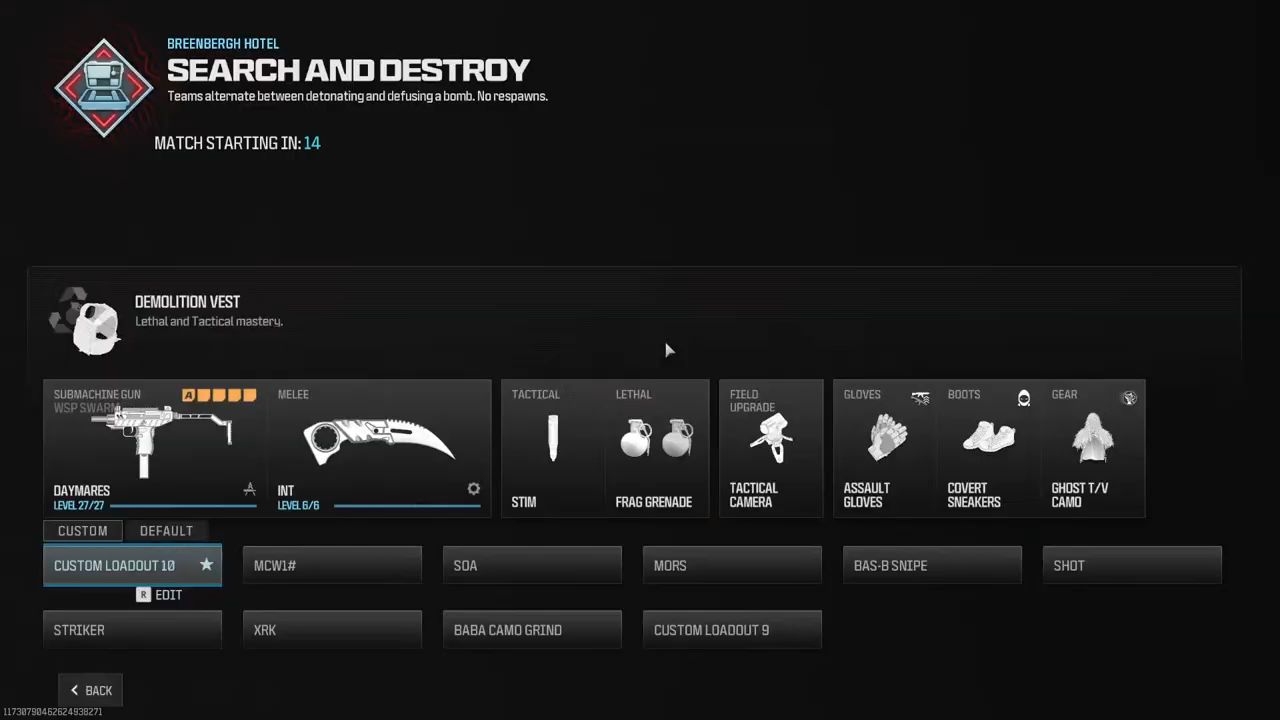 BREENBERGH HOTEL
SEARCH AND DESTROY
Teams alternate between detonating and defusing a bomb. No respawns.
MATCH STARTING IN: 14
DEMOLITION VEST
Lethal and Tactical mastery.
SUBMACHINE GUN
WSP SWARM
A
DAYMARES
LEVEL 27/27
MELEE
INT
LEVEL 6/6
TACTICAL
STIM
LETHAL
FRAG GRENADE
FIELD
UPGRADE
TACTICAL
CAMERA
GLOVES
ASSAULT
GLOVES
BOOTS
COVERT
SNEAKERS
GEAR
GHOST T/V
CAMO
CUSTOM
DEFAULT
CUSTOM LOADOUT 10
MCW1#
SOA
MORS
BAS-B SNIPE
SHOT
R EDIT
STRIKER
XRK
BABA CAMO GRIND
CUSTOM LOADOUT 9
BACK
11730790462624938271